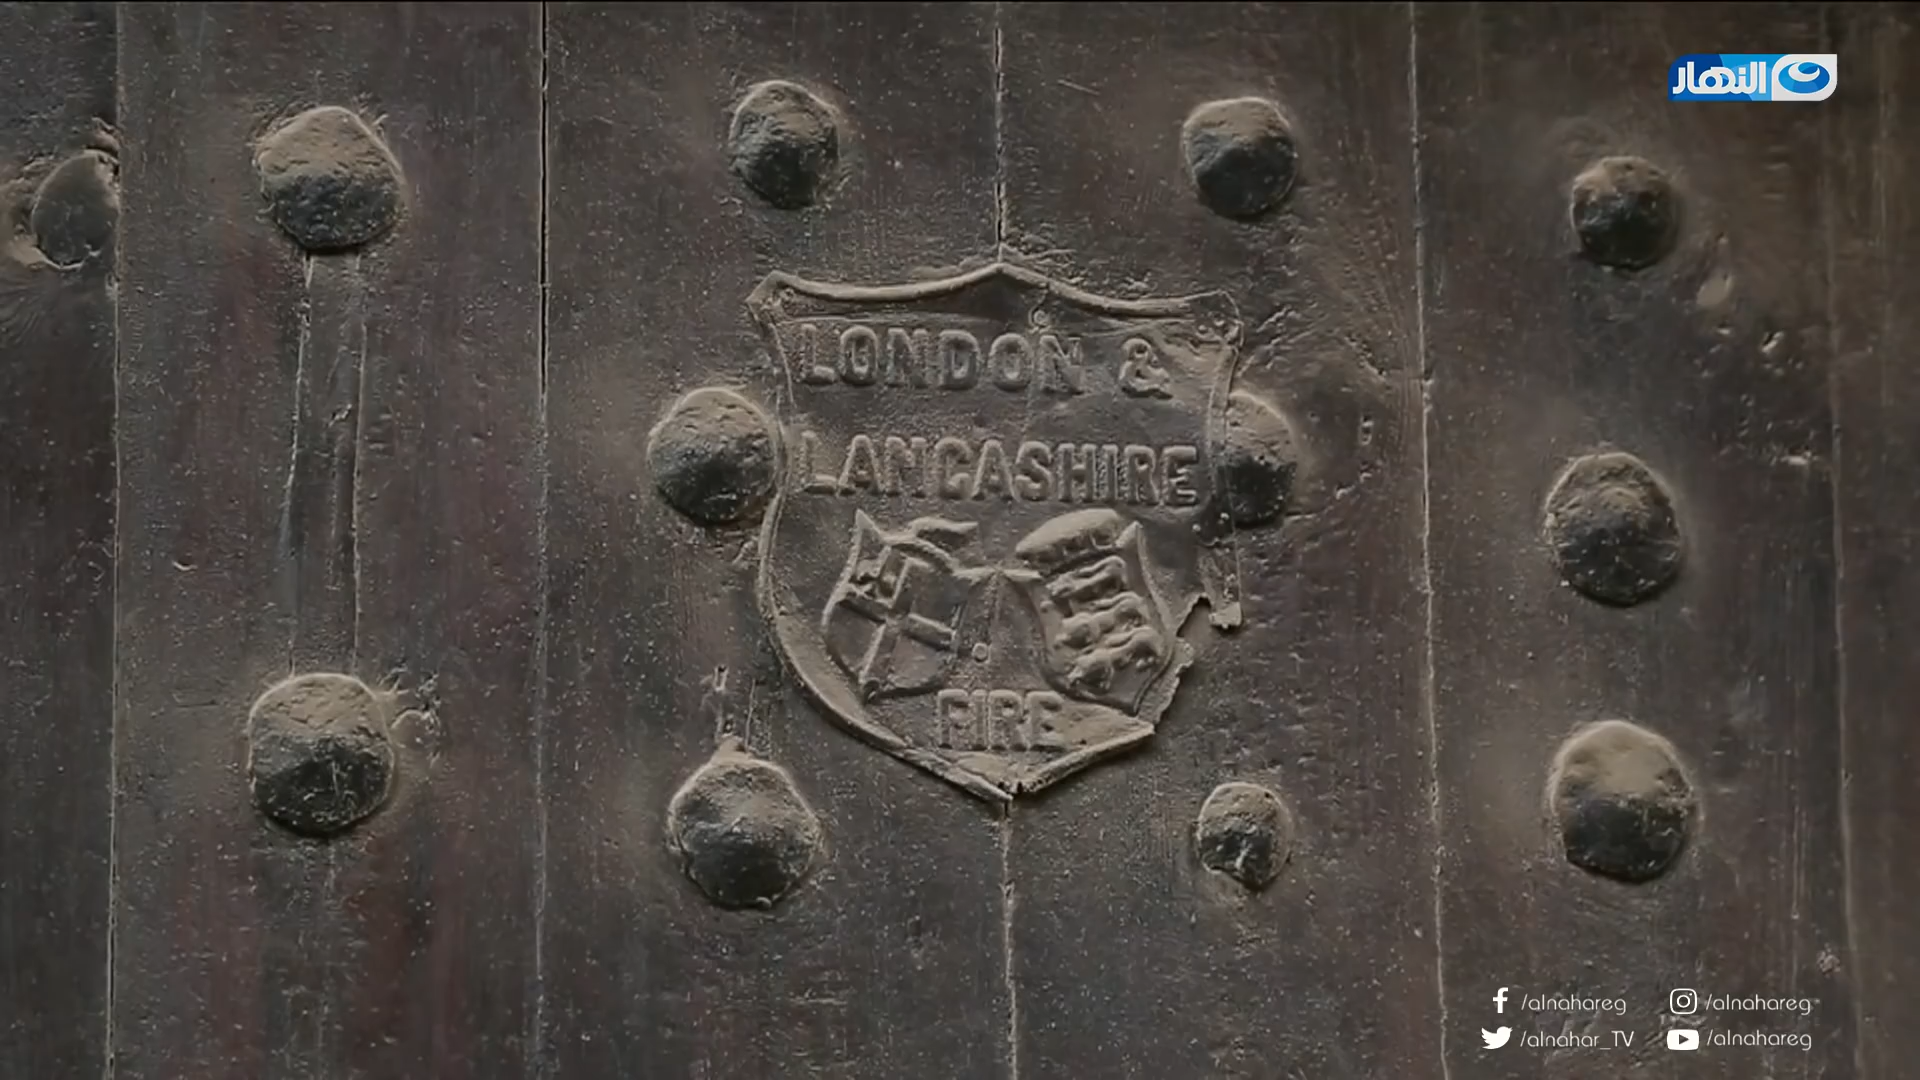 النهار
LONDON &
LANCASHIRE
FIRE
/alnahareg
/alnahareg
/alnahar_TV
/alnahareg